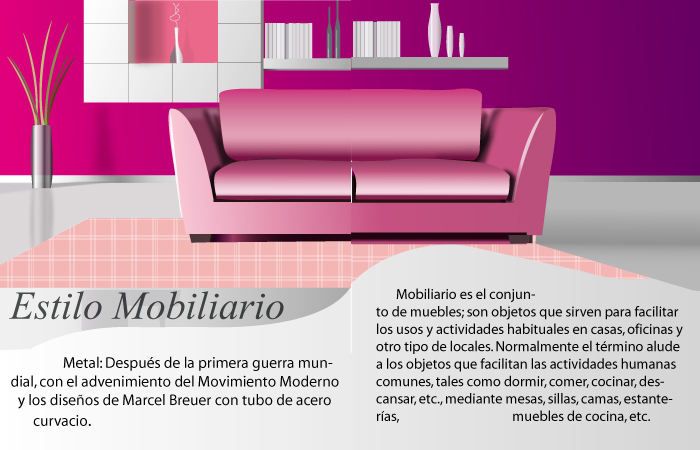 Estilo Mobiliario
Metal: Después de la primera guerra mun-
dial, con el advenimiento del Movimiento Moderno
y los diseños de Marcel Breuer con tubo de acero
curvacio.
Mobiliario es el conjun-
to de muebles; son objetos que sirven para facilitar
los usos y actividades habituales en casas, oficinas y
otro tipo de locales. Normalmente el término alude
a los objetos que facilitan las actividades humanas
comunes, tales como dormir, comer, cocinar, des-
cansar, etc., mediante mesas, sillas, camas, estante-
rías, muebles de cocina, etc.